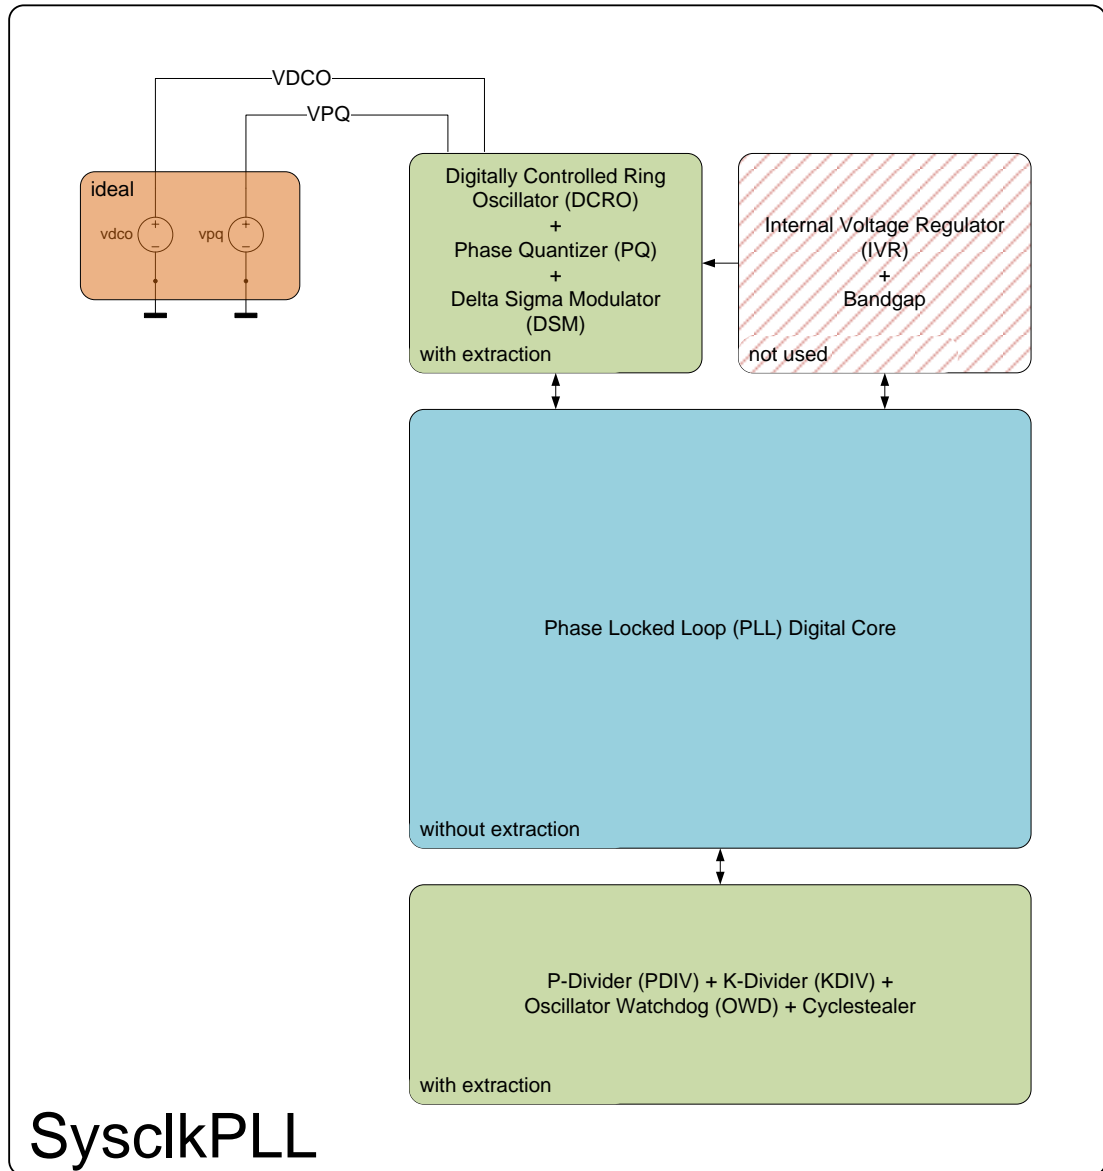 VDCO
VPQ
ideal
vdco
+
−
vpq
+
−
Digitally Controlled Ring
Oscillator (DCRO)
+
Phase Quantizer (PQ)
+
Delta Sigma Modulator
(DSM)
with extraction
Internal Voltage Regulator
(IVR)
+
Bandgap
not used
Phase Locked Loop (PLL) Digital Core
without extraction
P-Divider (PDIV) + K-Divider (KDIV) +
Oscillator Watchdog (OWD) + Cyclestealer
with extraction
SysclkPLL